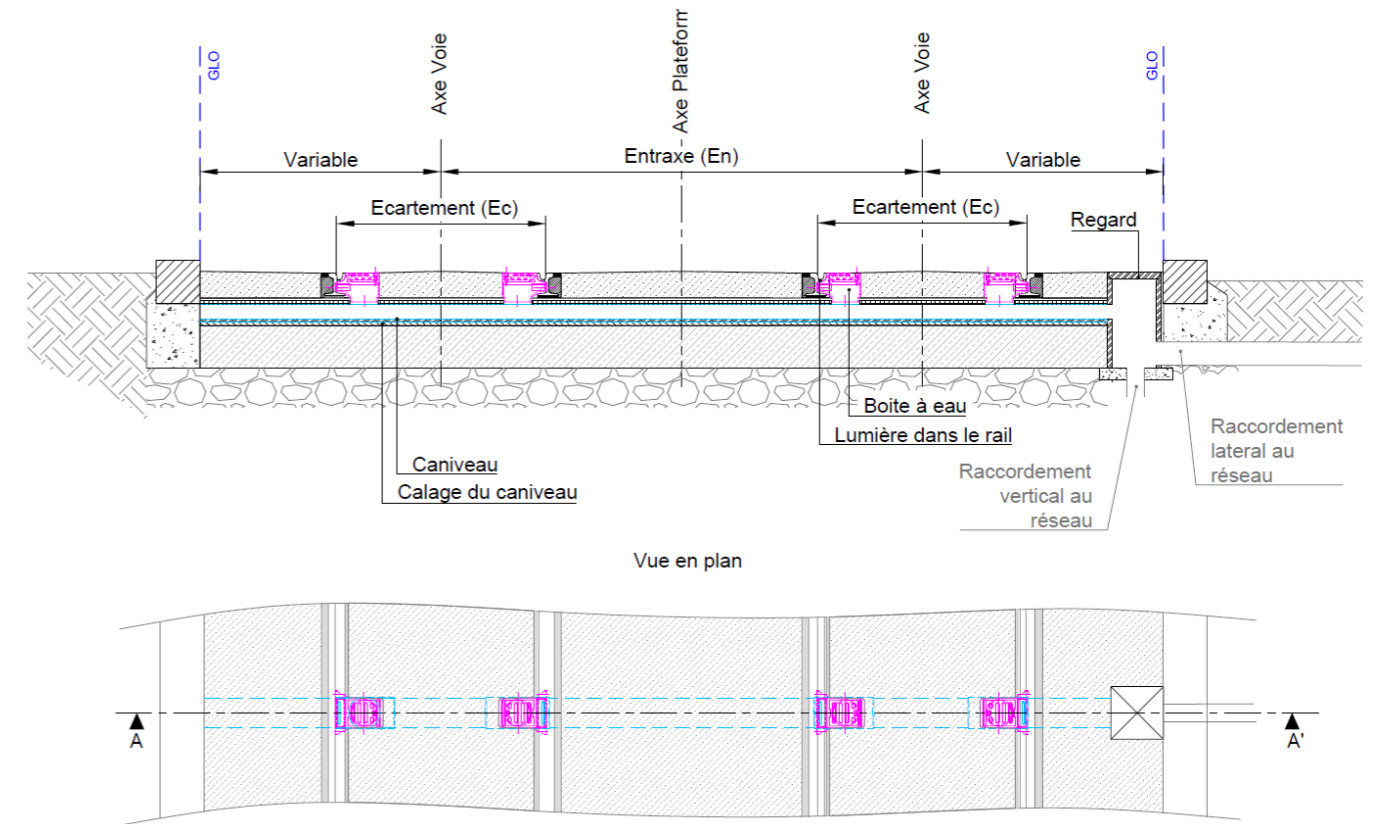 GLO
Axe Voie
Axe Plateform
Axe Voie
GLO
Variable
Entraxe (En)
Variable
Ecartement (Ec)
Ecartement (Ec)
Regard
Boite à eau
Lumière dans le rail
Caniveau
Calage du caniveau
Raccordement
vertical au
réseau
Raccordement
lateral au
réseau
Vue en plan
A
A'